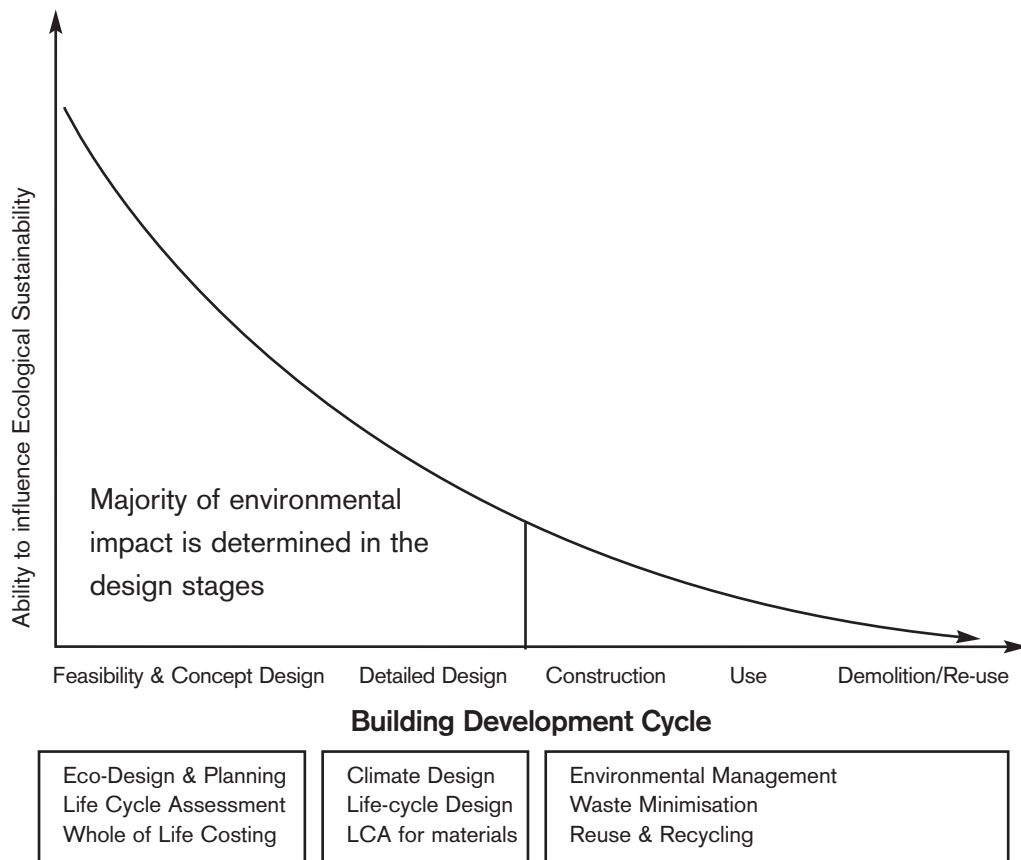 Ability to influence Ecological Sustainability
Majority of environmental
impact is determined in the
design stages
Feasibility & Concept Design
Detailed Design
Construction
Use
Demolition/Re-use
Building Development Cycle
Eco-Design & Planning
Life Cycle Assessment
Whole of Life Costing
Climate Design
Life-cycle Design
LCA for materials
Environmental Management
Waste Minimisation
Reuse & Recycling